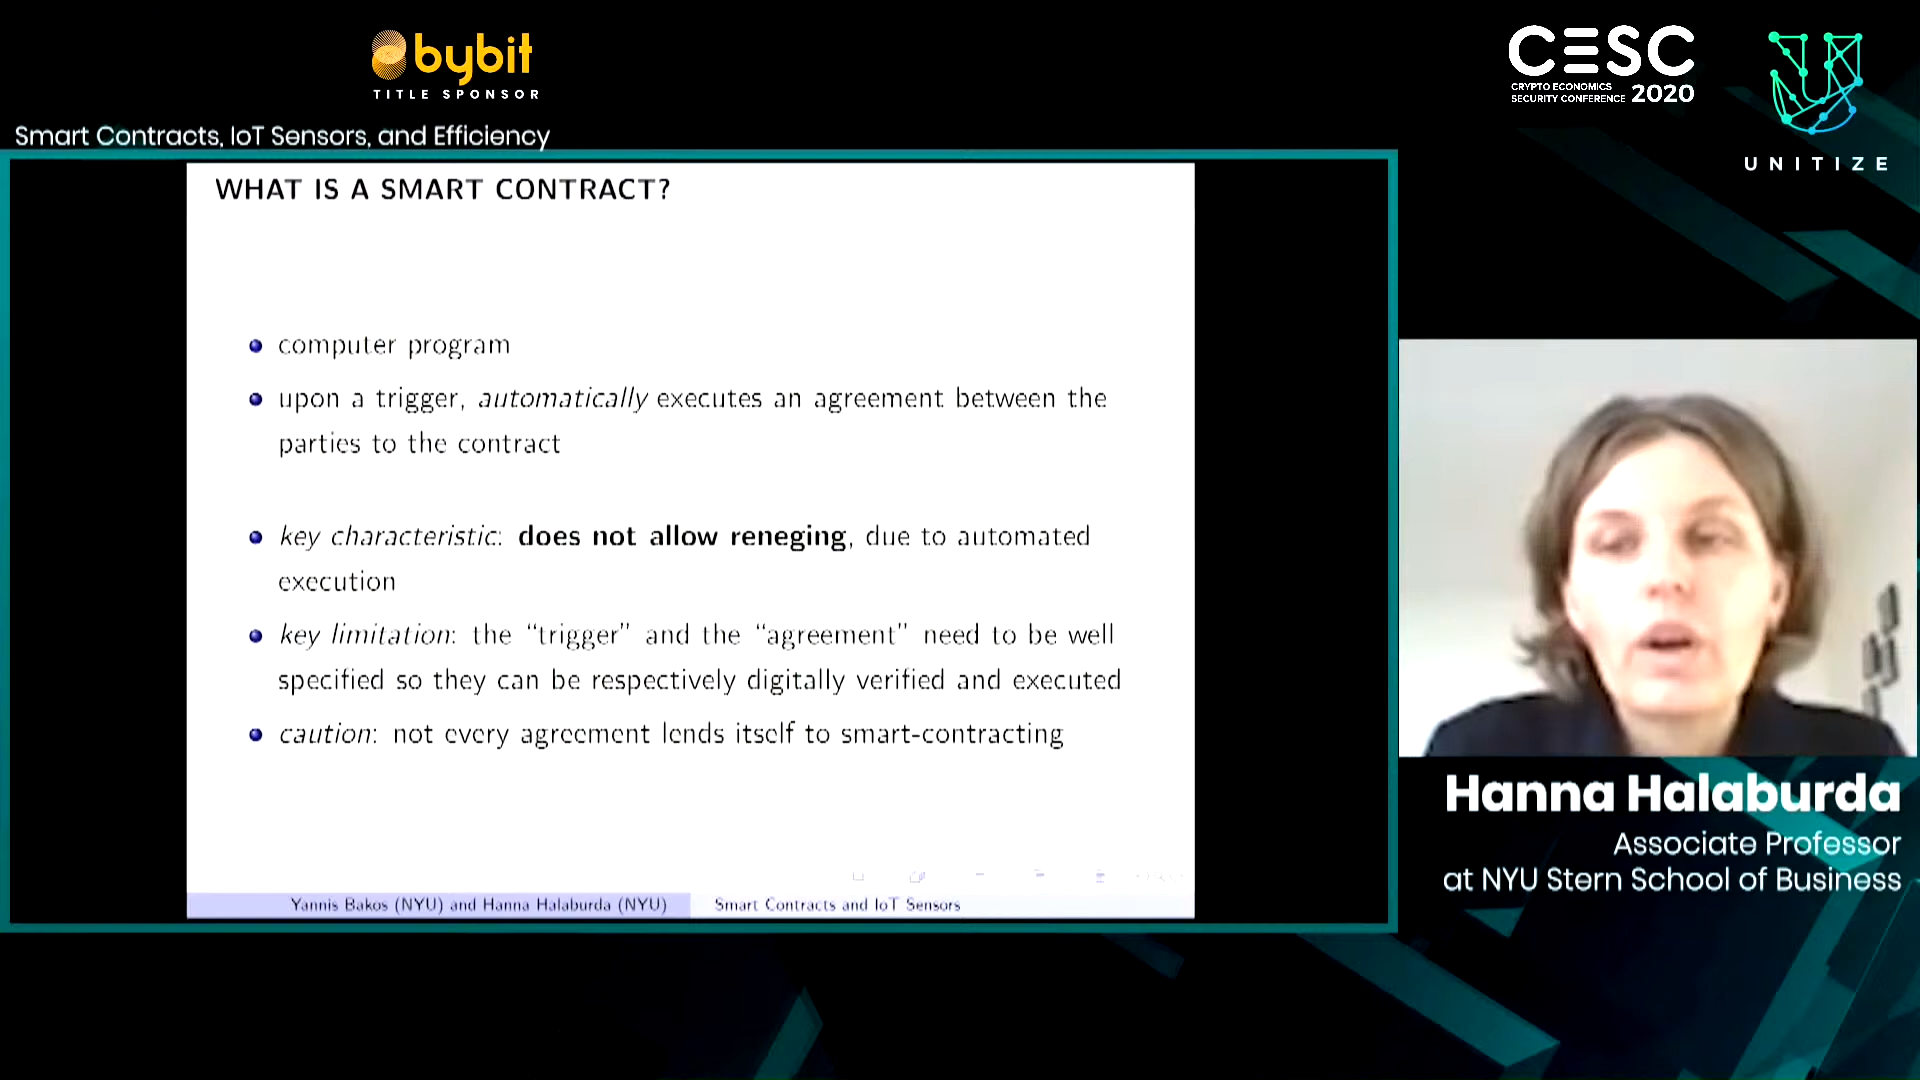 bybit
TITLE SPONSOR
CESC
CRYPTO ECONOMICS
SECURITY CONFERENCE 2020
UNITIZE
Smart Contracts, IoT Sensors, and Efficiency
WHAT IS A SMART CONTRACT?
computer program
upon a trigger, automatically executes an agreement between the
parties to the contract
key characteristic: does not allow reneging, due to automated
execution
key limitation: the “trigger” and the “agreement” need to be well
specified so they can be respectively digitally verified and executed
caution: not every agreement lends itself to smart-contracting
Yannis Bakos (NYU) and Hanna Halaburda (NYU)
Smart Contracts and IoT Sensors
Hanna Halaburda
Associate Professor
at NYU Stern School of Business